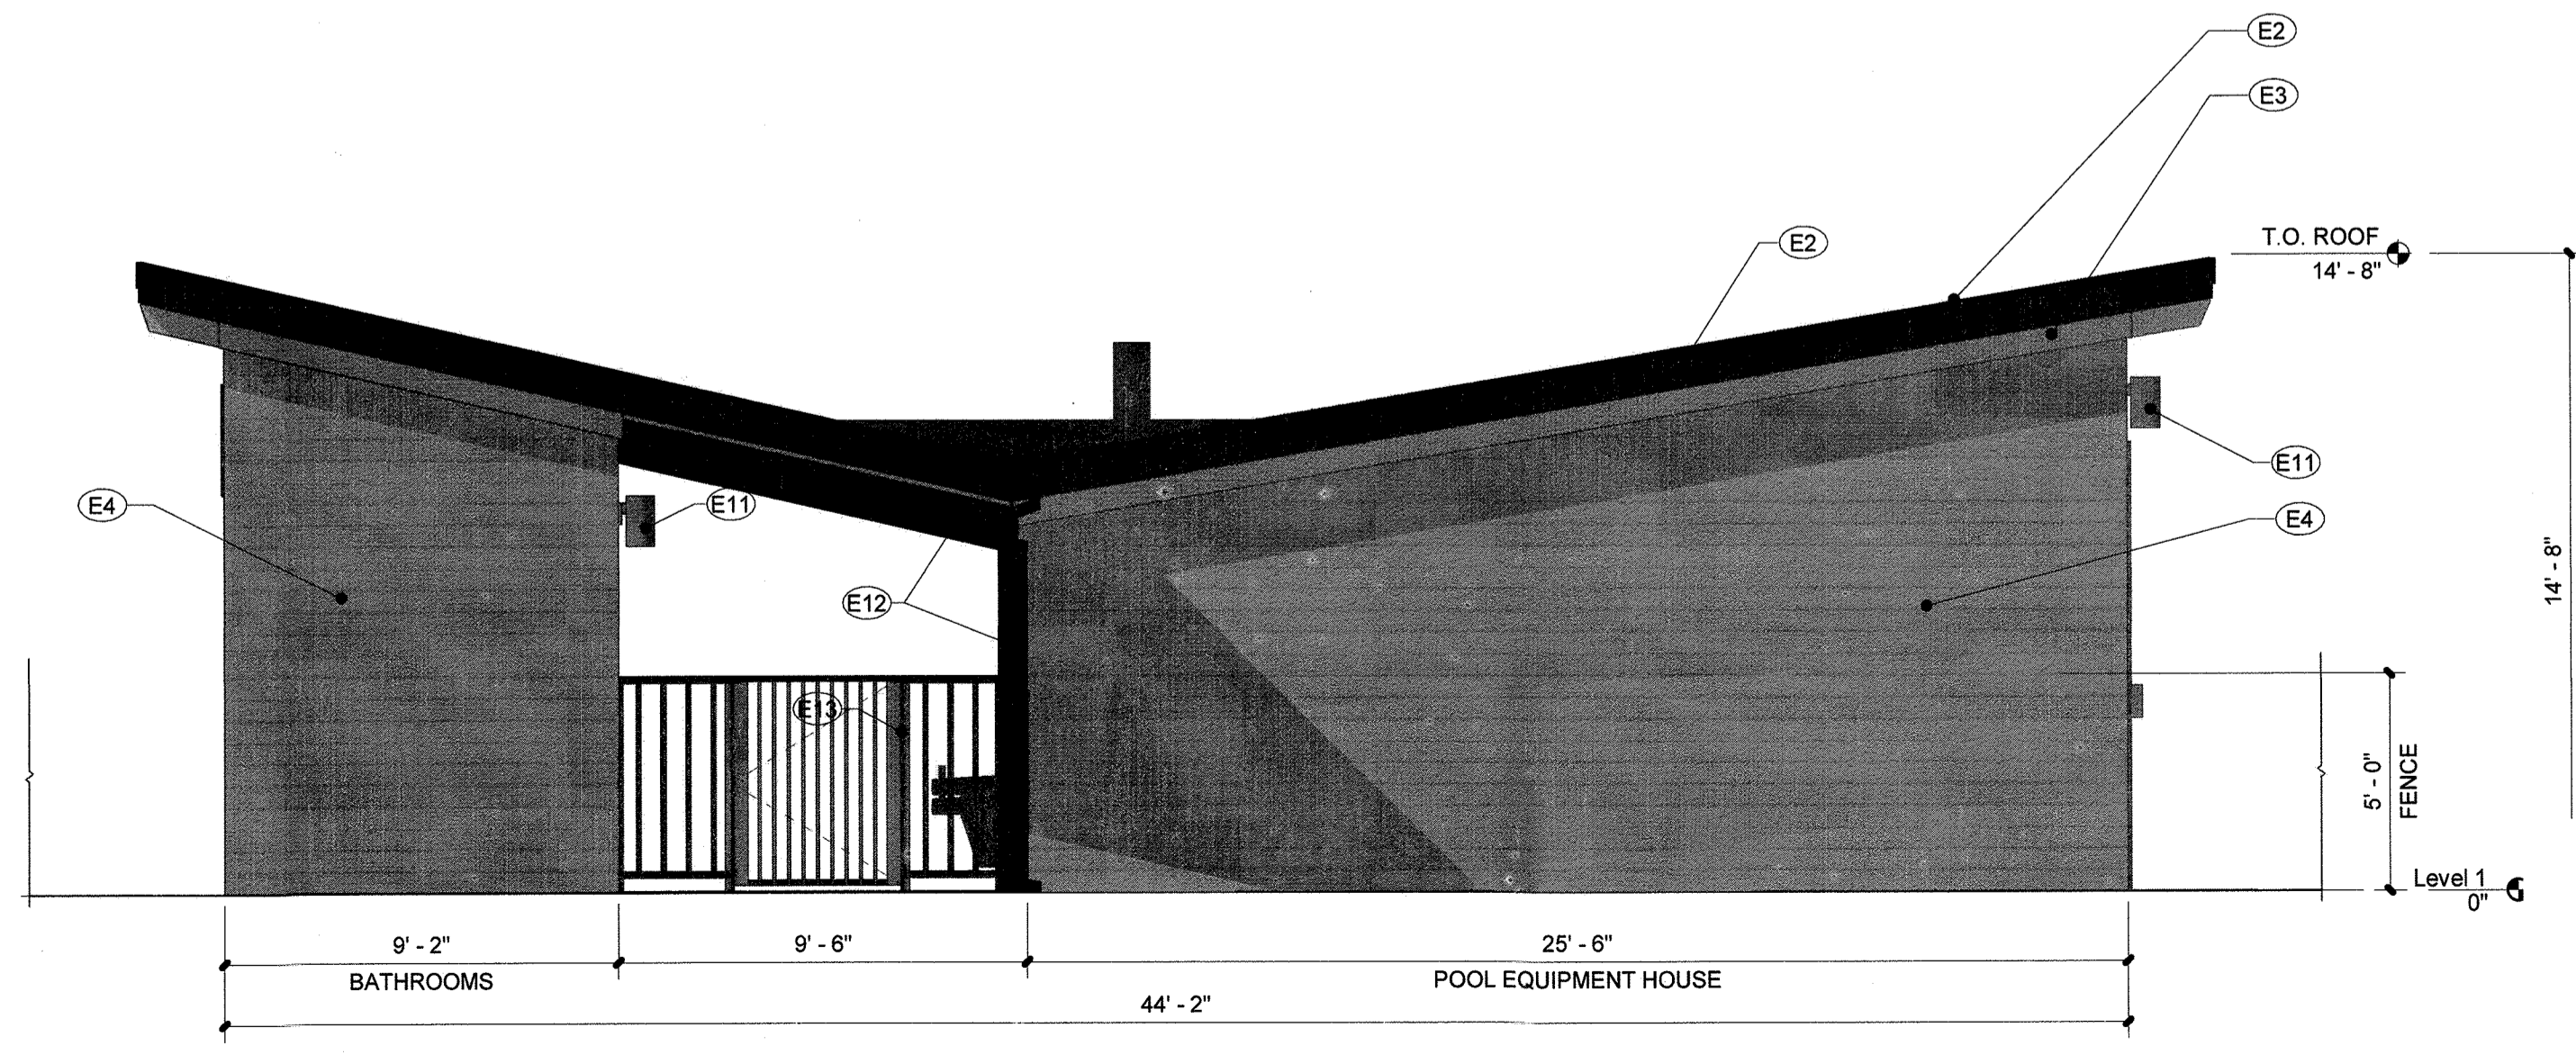 E2
E3
E2
T.O. ROOF
14' - 8"
E11
E4
E11
E4
14' - 8"
E12
E13
5' - 0"
FENCE
Level 1
0"
9' - 2"
9' - 6"
25' - 6"
BATHROOMS
POOL EQUIPMENT HOUSE
44' - 2"